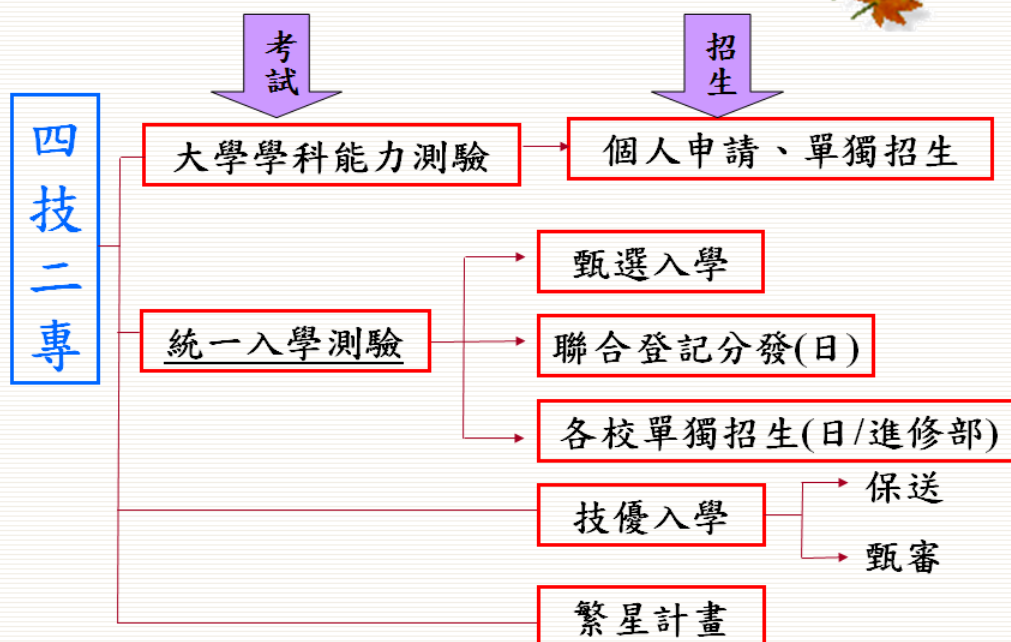 考試
招生
四技二專
大學學科能力測驗
個人申請、單獨招生
甄選入學
統一入學測驗
聯合登記分發(日)
各校單獨招生(日/進修部)
技優入學
保送
甄審
繁星計畫